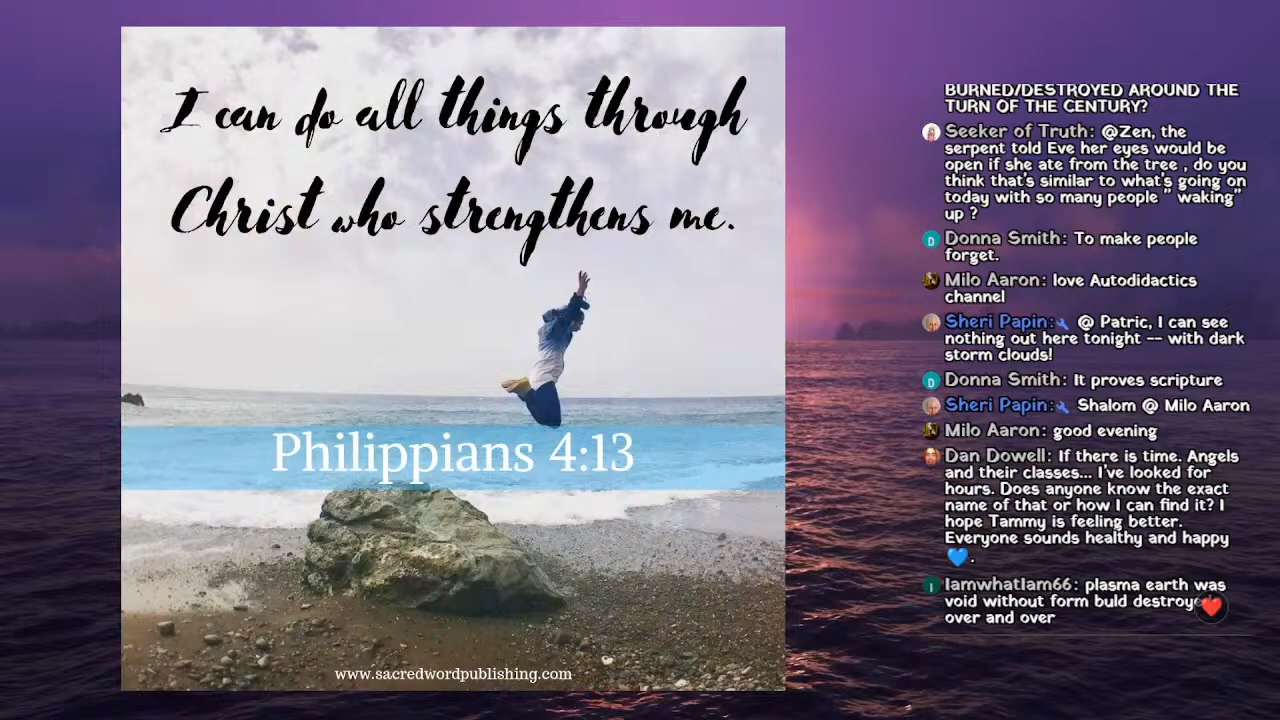 I can do all things through
Christ who strengthens me.
Philippians 4:13
www.sacredwordpublishing.com
BURNED/DESTROYED AROUND THE
TURN OF THE CENTURY?
Seeker of Truth: @Zen, the
serpent told Eve her eyes would be
open if she ate from the tree , do you
think that's similar to what's going on
today with so many people " waking"
up ?
D Donna Smith: To make people
forget.
Milo Aaron: love Autodidactics
channel
Sheri Papin: @ Patric, I can see
nothing out here tonight -- with dark
storm clouds!
D Donna Smith: It proves scripture
Sheri Papin: Shalom @ Milo Aaron
Milo Aaron: good evening
Dan Dowell: If there is time. Angels
and their classes... I've looked for
hours. Does anyone know the exact
name of that or how I can find it? I
hope Tammy is feeling better.
Everyone sounds healthy and happy
💙.
I IamwhatIam66: plasma earth was
void without form buld
over and over